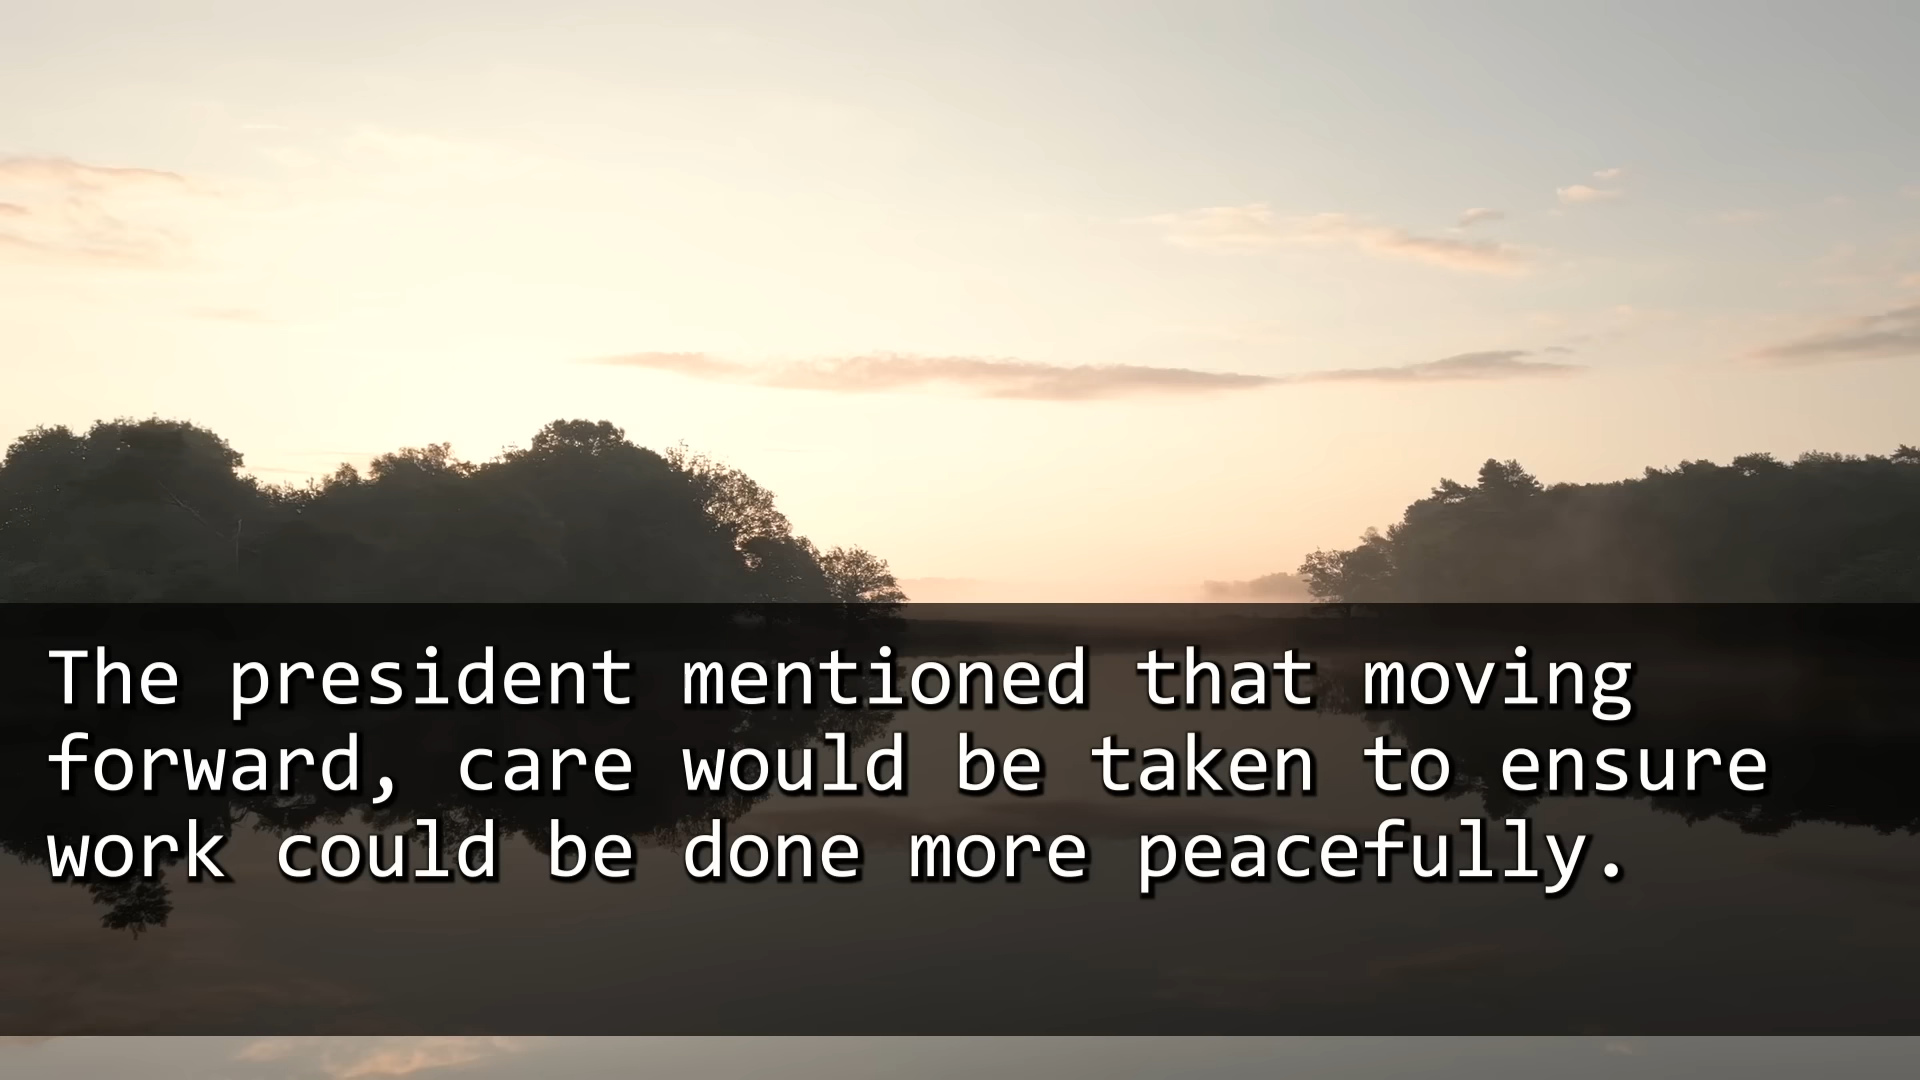 The president mentioned that moving
forward, care would be taken to ensure
work could be done more peacefully.